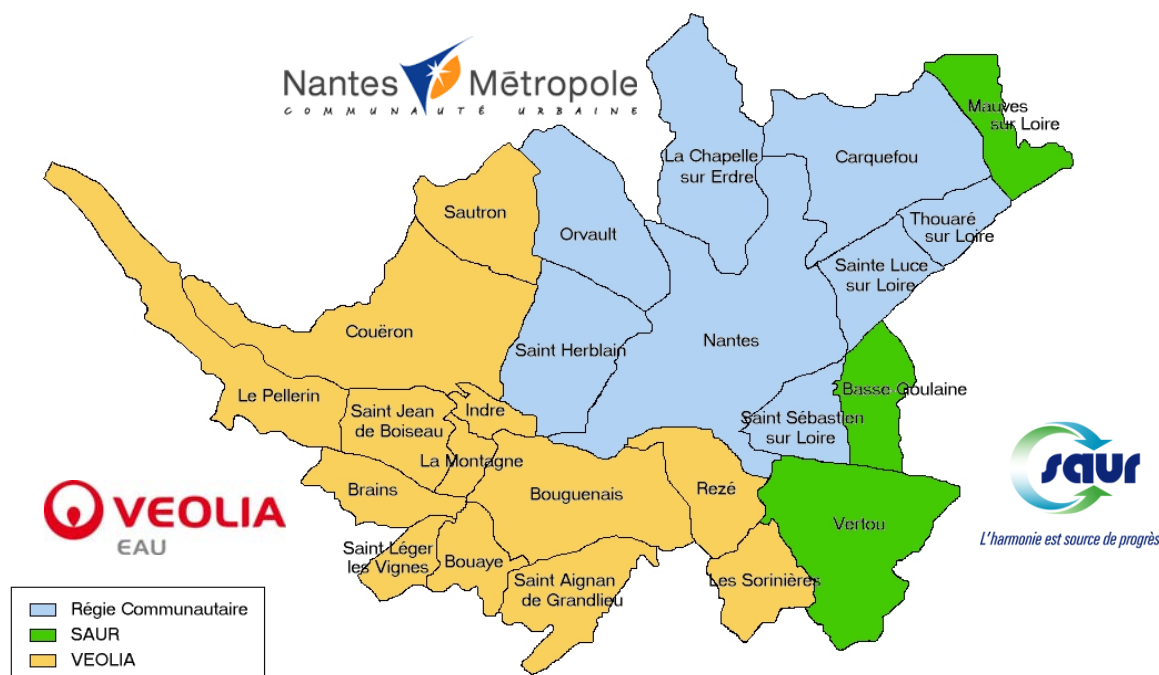 Nantes Métropole
COMMUNAUTÉ URBAINE
Mauves
sur Loire
La Chapelle
sur Erdre
Carquefou
Sautron
Orvault
Thouaré
sur Loire
Sainte Luce
sur Loire
Couëron
Saint Herblain
Nantes
Le Pellerin
Saint Jean
de Boiseau
Indre
Basse Goulaine
Saint Sébastien
sur Loire
La Montagne
Brains
Bouguenais
Rezé
Vertou
saur
L'harmonie est source de progrès
VEOLIA
EAU
Saint Léger
les Vignes
Bouaye
Saint Aignan
de Grandlieu
Les Sorinières
Régie Communautaire
SAUR
VEOLIA